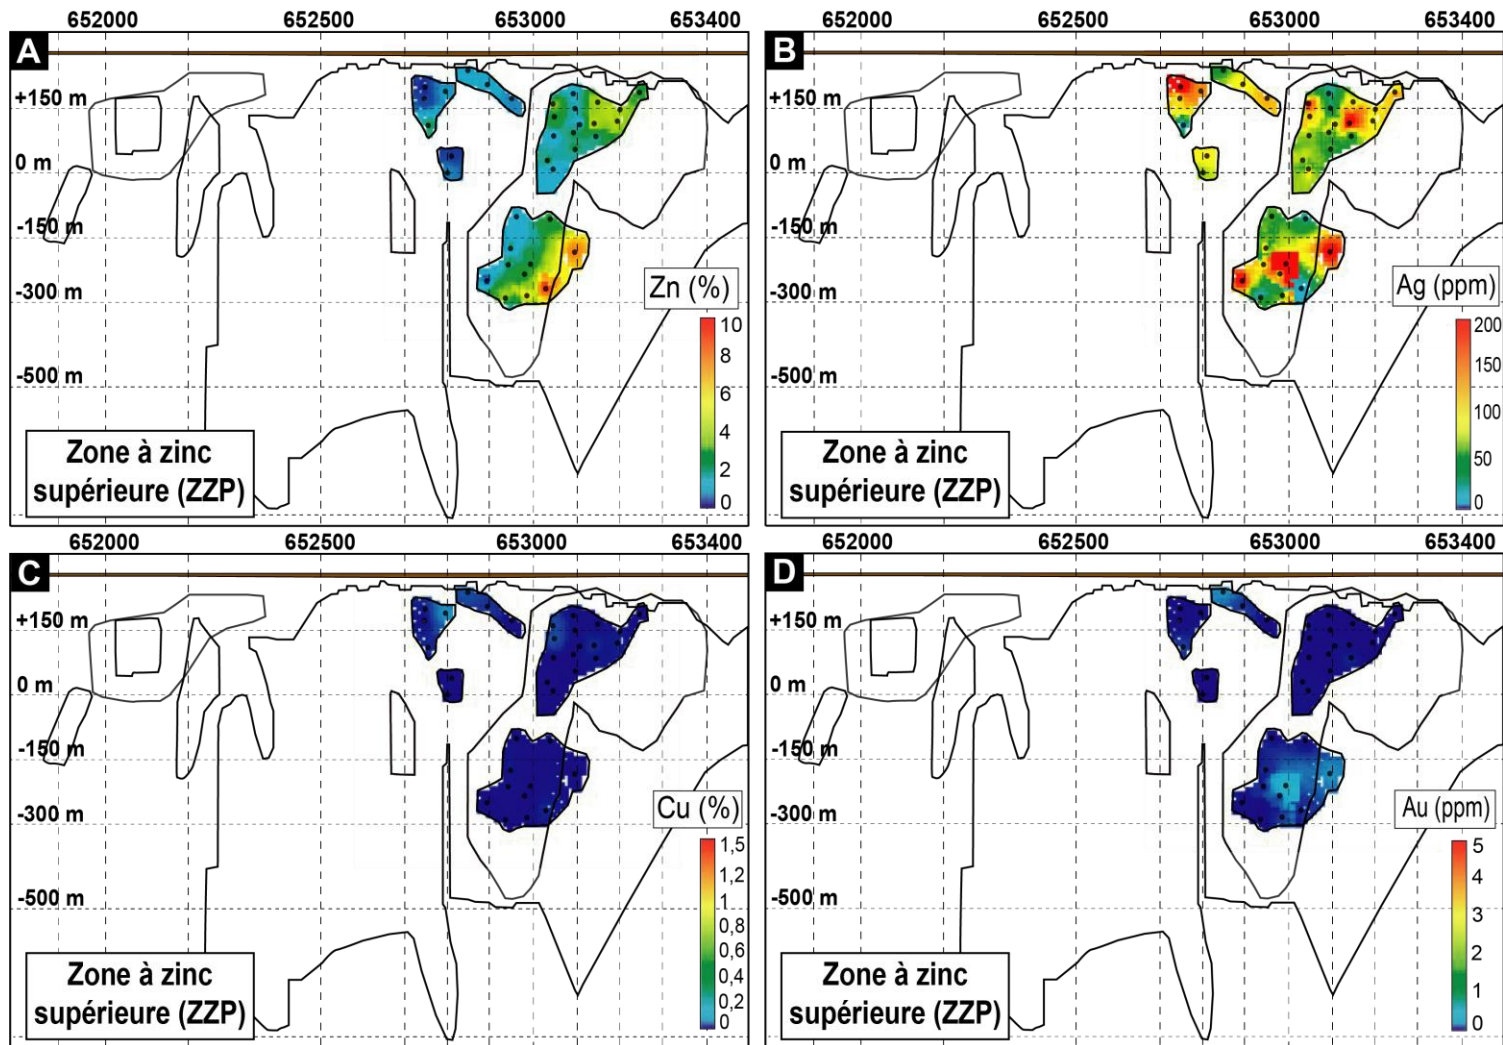 652000 652500 653000 653400
A
+150 m
0 m
-150 m
-300 m
-500 m
Zn (%)
10
8
6
4
2
0
Zone à zinc
supérieure (ZZP)
652000 652500 653000 653400
B
+150 m
0 m
-150 m
-300 m
-500 m
Ag (ppm)
200
150
100
50
0
Zone à zinc
supérieure (ZZP)
652000 652500 653000 653400
C
+150 m
0 m
-150 m
-300 m
-500 m
Cu (%)
1,5
1,2
1
0,8
0,6
0,4
0,2
0
Zone à zinc
supérieure (ZZP)
652000 652500 653000 653400
D
+150 m
0 m
-150 m
-300 m
-500 m
Au (ppm)
5
4
3
2
1
0
Zone à zinc
supérieure (ZZP)